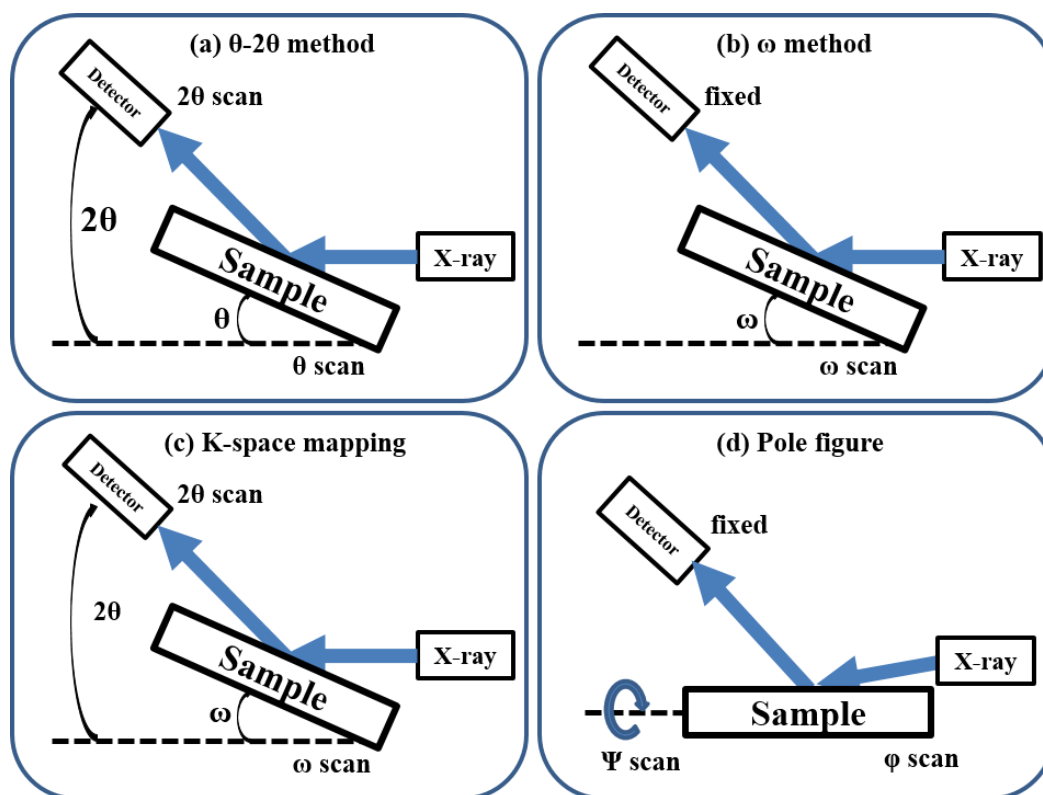 (a) θ-2θ method
Detector
2θ scan
2θ
Sample
X-ray
θ
θ scan
(b) ω method
Detector
fixed
Sample
X-ray
ω
ω scan
(c) K-space mapping
Detector
2θ scan
2θ
Sample
X-ray
ω
ω scan
(d) Pole figure
Detector
fixed
X-ray
Sample
Ψ scan
φ scan